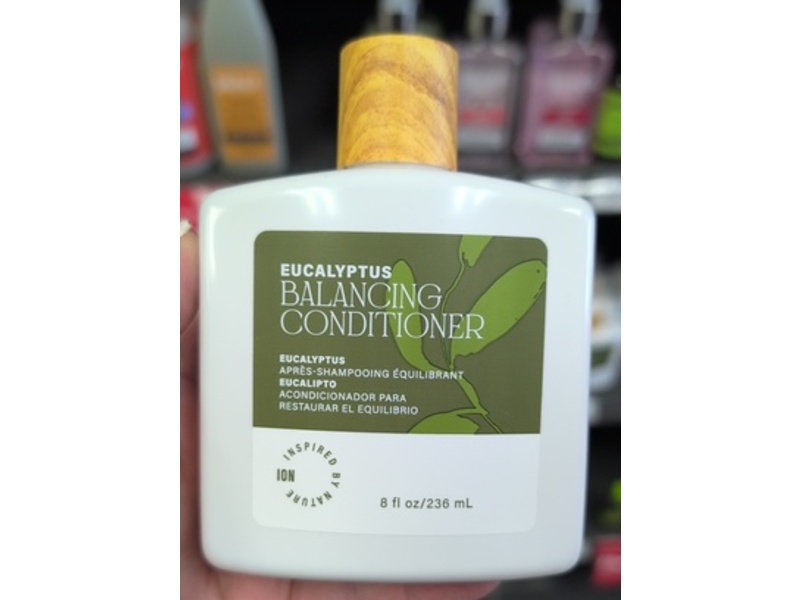 EUCALYPTUS
BALANCING
CONDITIONER
EUCALYPTUS
APRÈS-SHAMPOOING ÉQUILIBRANT
EUCALIPTO
ACONDICIONADOR PARA
RESTAURAR EL EQUILIBRIO
ION INSPIRED BY NATURE
8 fl oz/236 mL